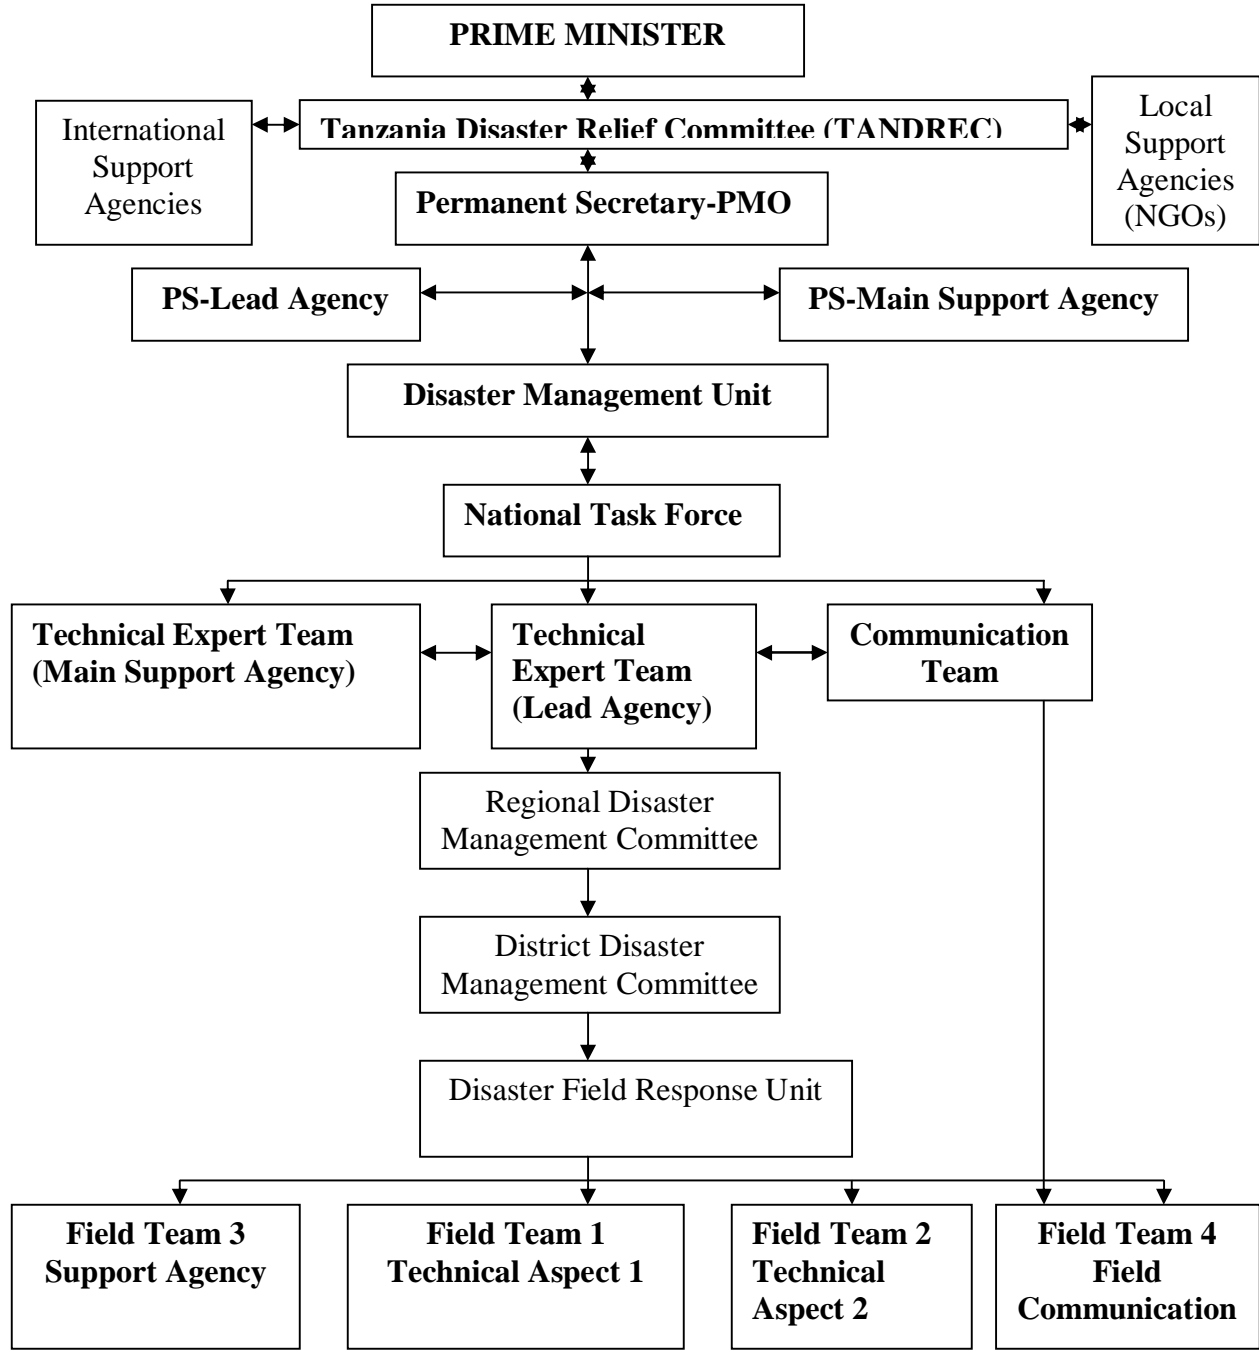 PRIME MINISTER
International
Support
Agencies
Tanzania Disaster Relief Committee (TANDREC)
Local
Support
Agencies
(NGOs)
Permanent Secretary-PMO
PS-Lead Agency
PS-Main Support Agency
Disaster Management Unit
National Task Force
Technical Expert Team
(Main Support Agency)
Technical
Expert Team
(Lead Agency)
Communication
Team
Regional Disaster
Management Committee
District Disaster
Management Committee
Disaster Field Response Unit
Field Team 3
Support Agency
Field Team 1
Technical Aspect 1
Field Team 2
Technical
Aspect 2
Field Team 4
Field
Communication